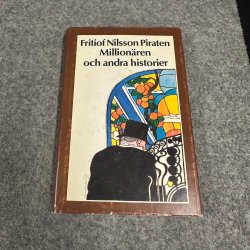 Fritiof Nilsson Piraten
Millionären
och andra historier